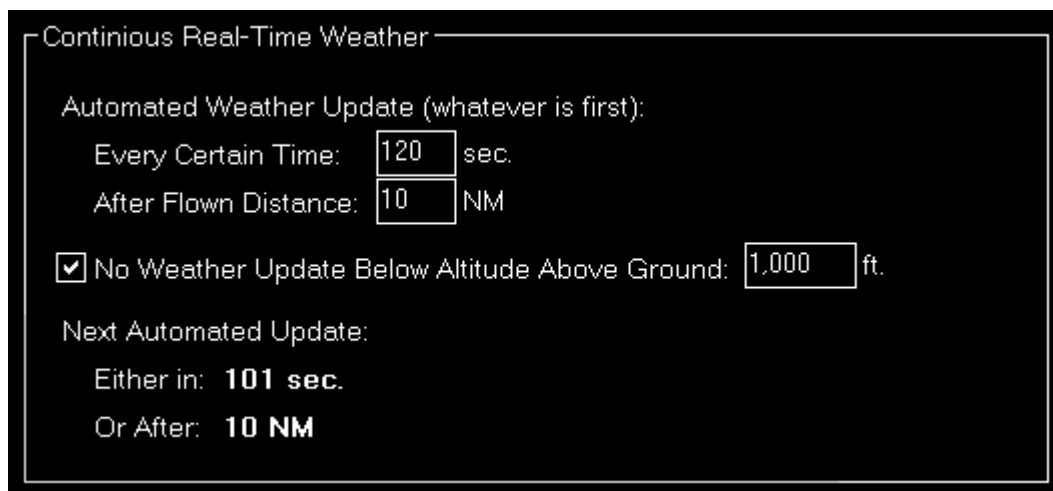 Continious Real-Time Weather
Automated Weather Update (whatever is first):
Every Certain Time: 120 sec.
After Flown Distance: 10 NM
No Weather Update Below Altitude Above Ground: 1,000 ft.
Next Automated Update:
Either in: 101 sec.
Or After: 10 NM